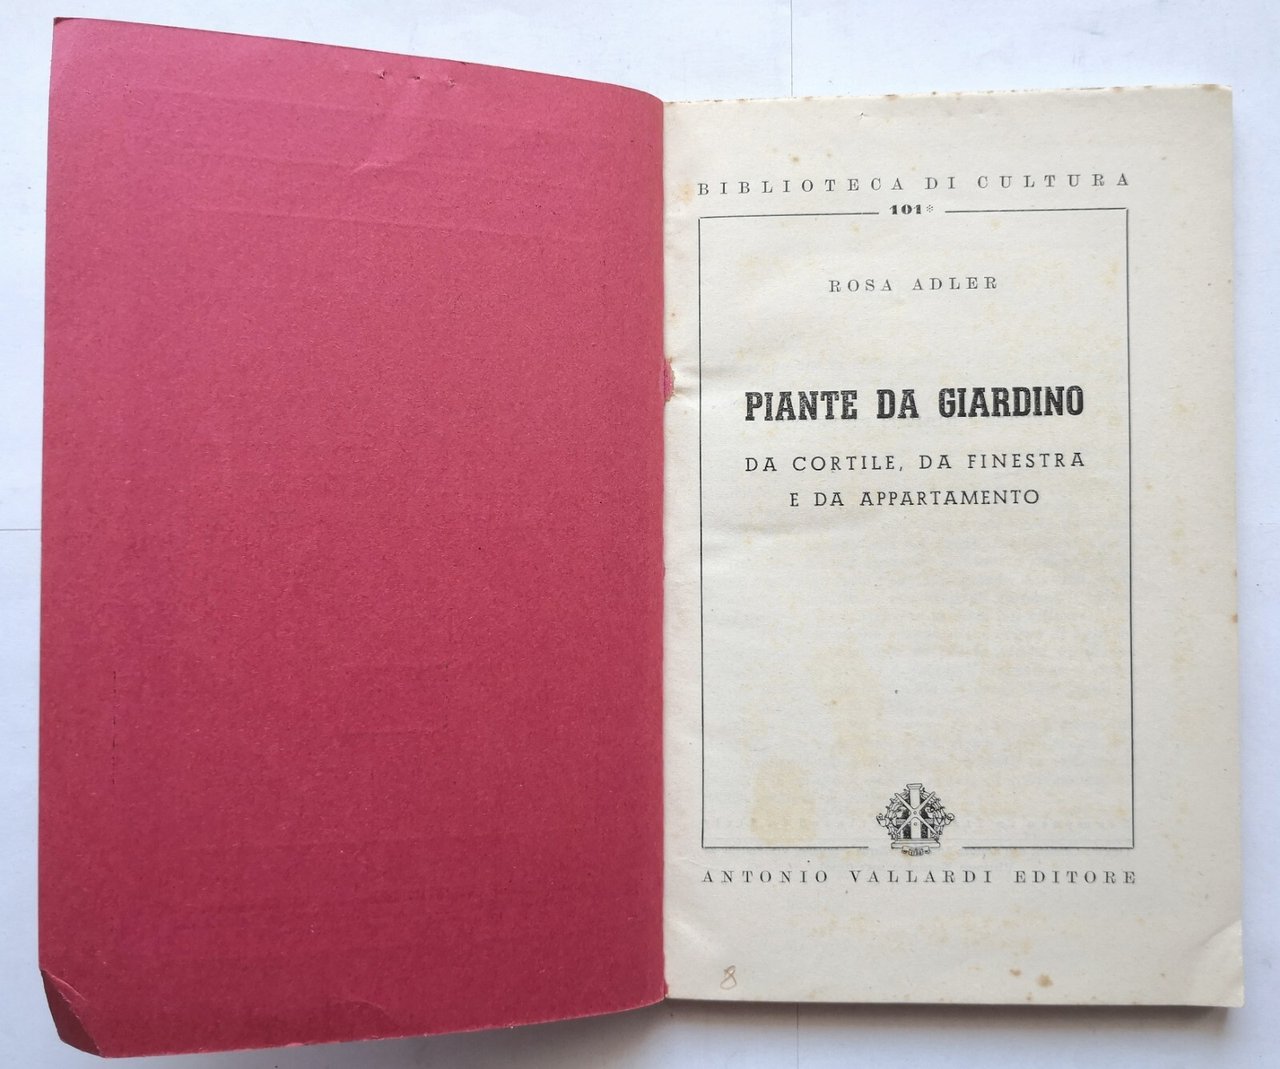 BIBLIOTECA DI CULTURA
101*
ROSA ADLER
PIANTE DA GIARDINO
DA CORTILE, DA FINESTRA
E DA APPARTAMENTO
ANTONIO VALLARDI EDITORE
8